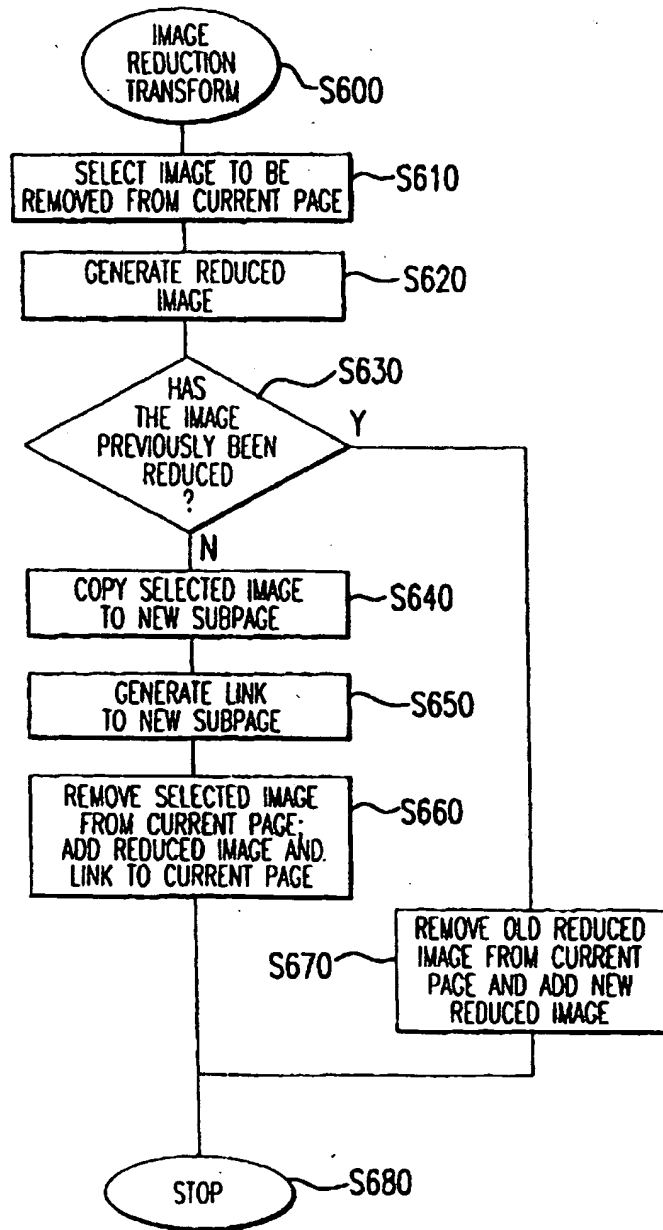 IMAGE
REDUCTION
TRANSFORM
S600
SELECT IMAGE TO BE
REMOVED FROM CURRENT PAGE
S610
GENERATE REDUCED
IMAGE
S620
HAS
THE IMAGE
PREVIOUSLY BEEN
REDUCED
?
S630
Y
N
COPY SELECTED IMAGE
TO NEW SUBPAGE
S640
GENERATE LINK
TO NEW SUBPAGE
S650
REMOVE SELECTED IMAGE
FROM CURRENT PAGE;
ADD REDUCED IMAGE AND.
LINK TO CURRENT PAGE
S660
REMOVE OLD REDUCED
IMAGE FROM CURRENT
PAGE AND ADD NEW
REDUCED IMAGE
S670
STOP
S680